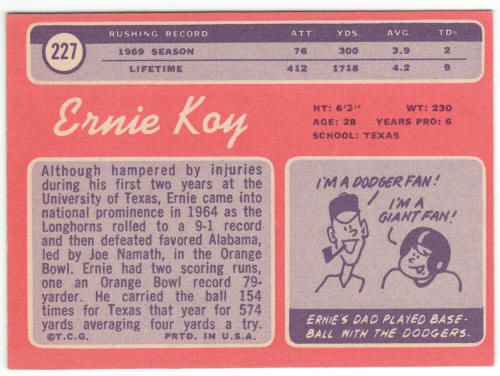 227
RUSHING RECORD ATT. YDS. AVG. TDs
1969 SEASON 76 300 3.9 2
LIFETIME 412 1718 4.2 9
Ernie Koy
HT: 6'3" WT: 230
AGE: 28 YEARS PRO: 6
SCHOOL: TEXAS
Although hampered by injuries
during his first two years at the
University of Texas, Ernie came into
national prominence in 1964 as the
Longhorns rolled to a 9-1 record
and then defeated favored Alabama,
led by Joe Namath, in the Orange
Bowl. Ernie had two scoring runs,
one an Orange Bowl record 79-
yarder. He carried the ball 154
times for Texas that year for 574
yards averaging four yards a try.
©T.C.G. PRTD. IN U.S.A.
I'M A DODGER FAN!
I'M A
GIANT FAN!
ERNIE'S DAD PLAYED BASE-
BALL WITH THE DODGERS.